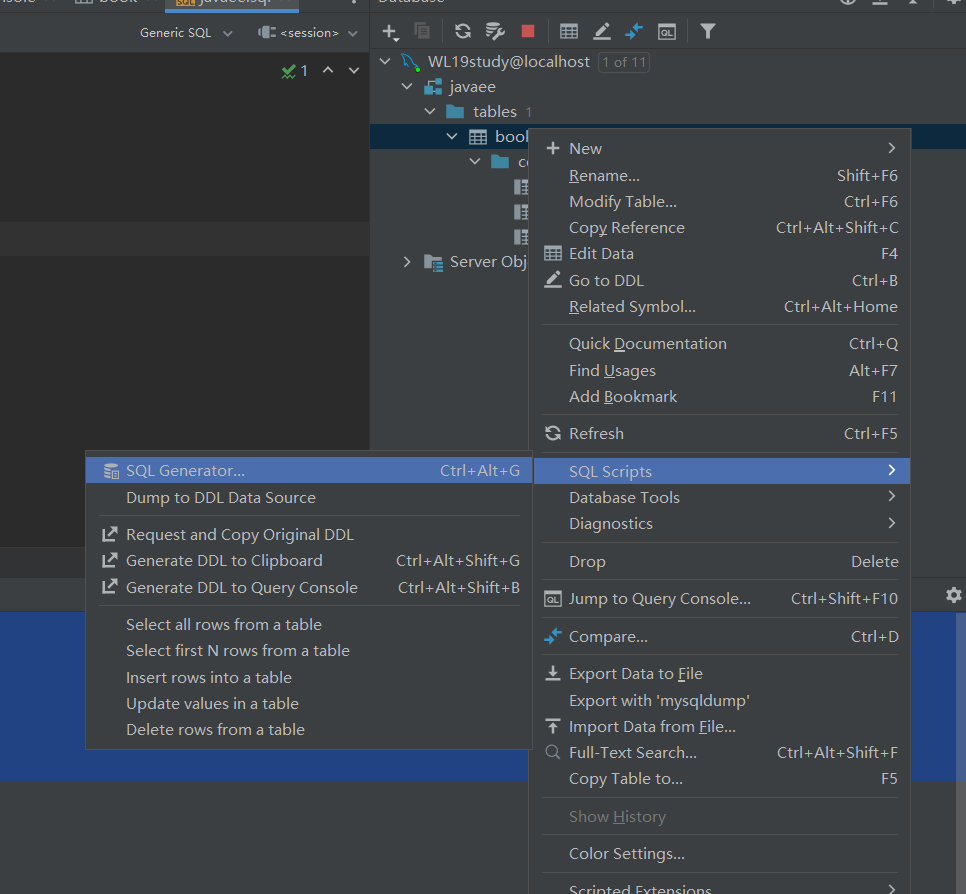 book
javaee.sql
Database
Generic SQL
<session>
1
WL19study@localhost 1 of 11
javaee
tables 1
Server Obj
New
Rename... Shift+F6
Modify Table... Ctrl+F6
Copy Reference Ctrl+Alt+Shift+C
Edit Data F4
Go to DDL Ctrl+B
Related Symbol... Ctrl+Alt+Home
Quick Documentation Ctrl+Q
Find Usages Alt+F7
Add Bookmark F11
Refresh Ctrl+F5
SQL Scripts
Database Tools
Diagnostics
Drop Delete
Jump to Query Console... Ctrl+Shift+F10
Compare... Ctrl+D
Export Data to File
Export with 'mysqldump'
Import Data from File...
Full-Text Search... Ctrl+Alt+Shift+F
Copy Table to... F5
Show History
Color Settings...
Scripted Extensions
SQL Generator... Ctrl+Alt+G
Dump to DDL Data Source
Request and Copy Original DDL
Generate DDL to Clipboard Ctrl+Alt+Shift+G
Generate DDL to Query Console Ctrl+Alt+Shift+B
Select all rows from a table
Select first N rows from a table
Insert rows into a table
Update values in a table
Delete rows from a table